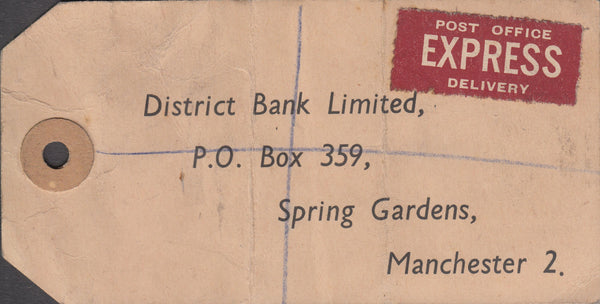 POST OFFICE
EXPRESS
DELIVERY
District Bank Limited,
P.O. Box 359,
Spring Gardens,
Manchester 2.